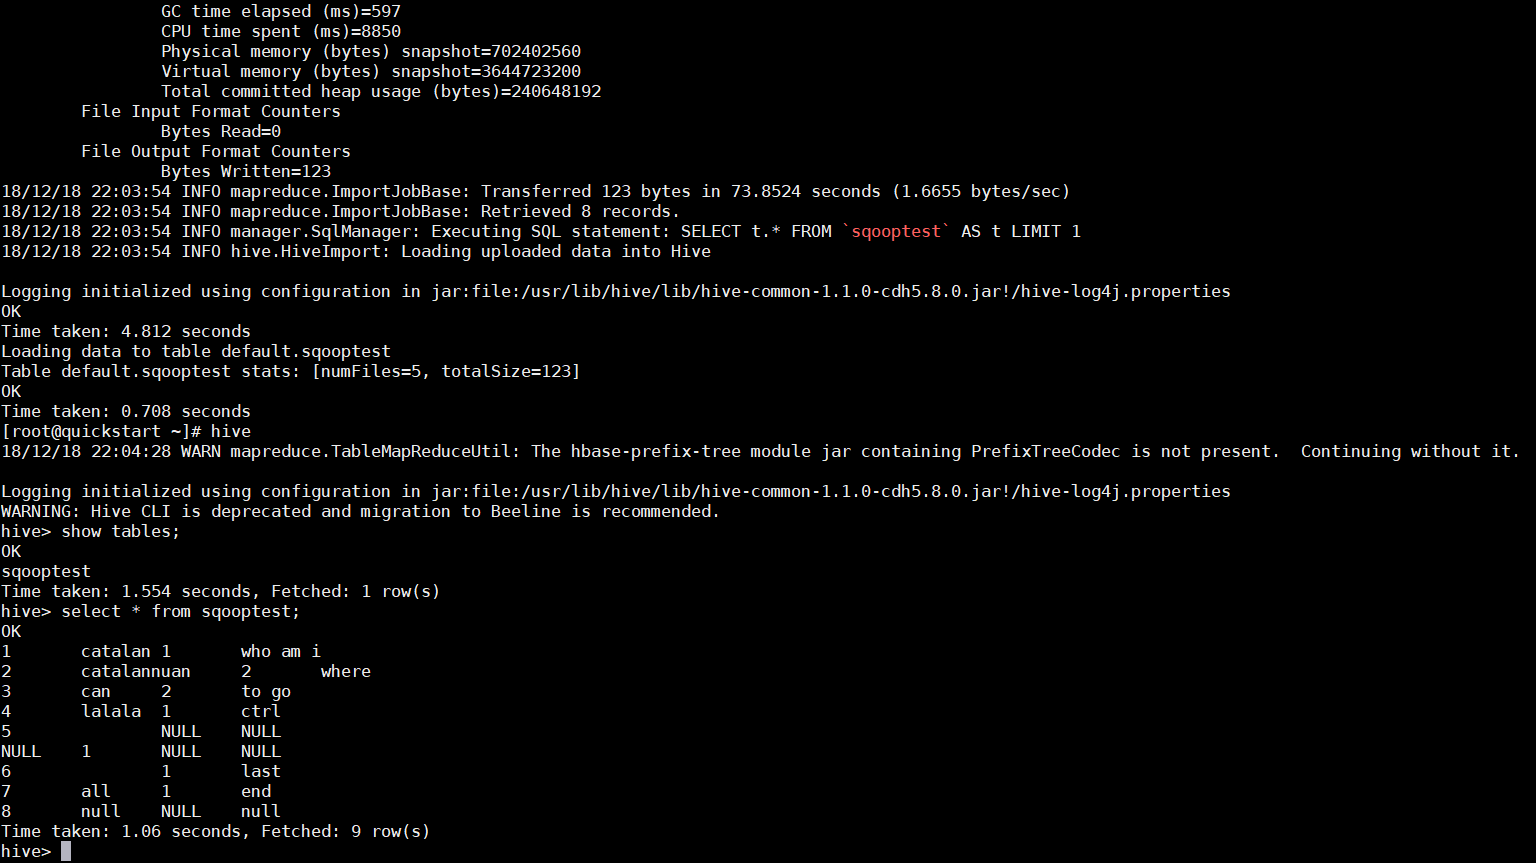 GC time elapsed (ms)=597
CPU time spent (ms)=8850
Physical memory (bytes) snapshot=702402560
Virtual memory (bytes) snapshot=3644723200
Total committed heap usage (bytes)=240648192
File Input Format Counters
Bytes Read=0
File Output Format Counters
Bytes Written=123
18/12/18 22:03:54 INFO mapreduce.ImportJobBase: Transferred 123 bytes in 73.8524 seconds (1.6655 bytes/sec)
18/12/18 22:03:54 INFO mapreduce.ImportJobBase: Retrieved 8 records.
18/12/18 22:03:54 INFO manager.SqlManager: Executing SQL statement: SELECT t.* FROM `sqooptest` AS t LIMIT 1
18/12/18 22:03:54 INFO hive.HiveImport: Loading uploaded data into Hive
Logging initialized using configuration in jar:file:/usr/lib/hive/lib/hive-common-1.1.0-cdh5.8.0.jar!/hive-log4j.properties
OK
Time taken: 4.812 seconds
Loading data to table default.sqooptest
Table default.sqooptest stats: [numFiles=5, totalSize=123]
OK
Time taken: 0.708 seconds
[root@quickstart ~]# hive
18/12/18 22:04:28 WARN mapreduce.TableMapReduceUtil: The hbase-prefix-tree module jar containing PrefixTreeCodec is not present.  Continuing without it.
Logging initialized using configuration in jar:file:/usr/lib/hive/lib/hive-common-1.1.0-cdh5.8.0.jar!/hive-log4j.properties
WARNING: Hive CLI is deprecated and migration to Beeline is recommended.
hive> show tables;
OK
sqooptest
Time taken: 1.554 seconds, Fetched: 1 row(s)
hive> select * from sqooptest;
OK
1 catalan 1 who am i
2 catalannuan 2 where
3 can 2 to go
4 lalala 1 ctrl
5 NULL NULL
NULL 1 NULL NULL
6 1 last
7 all 1 end
8 null NULL null
Time taken: 1.06 seconds, Fetched: 9 row(s)
hive>